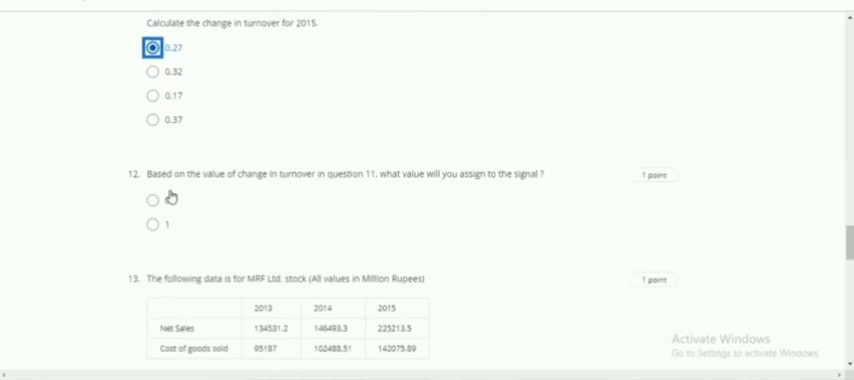 Calculate the change in turnover for 2015.
0.27
0.32
0.17
0.37
12. Based on the value of change in turnover in question 11, what value will you assign to the signal ?
1 point
1
13. The following data is for MRF Ltd. stock (All values in Million Rupees)
1 point
2013 2014 2015
Net Sales 134531.2 146493.3 225213.5
Cost of goods sold 95187 102488.51 142075.89
Activate Windows
Go to Settings to activate Windows.